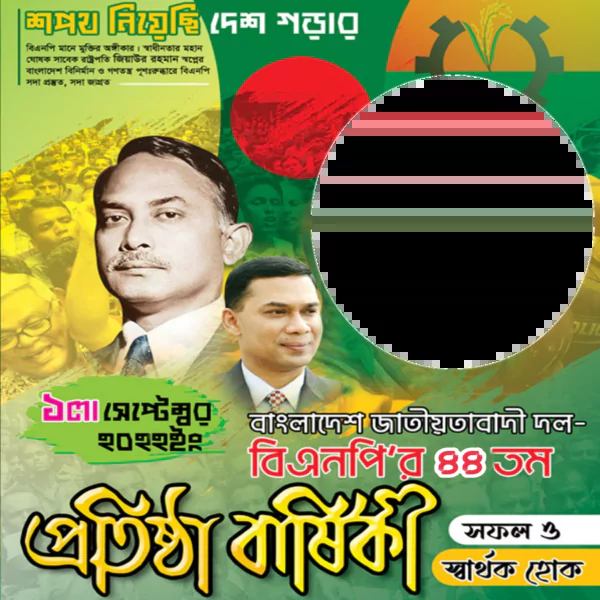 শপথ নিয়েছি দেশ গড়ার
বিএনপি মানে মুক্তির অঙ্গীকার। স্বাধীনতার মহান
ঘোষক সাবেক রাষ্ট্রপতি জিয়াউর রহমান স্বপ্নের
বাংলাদেশ বিনির্মান ও গণতন্ত্র পূণঃরুদ্ধারে বিএনপি
সদা প্রস্তুত, সদা জাগ্রত
১লা সেপ্টেম্বর
২০২২ইং
বাংলাদেশ জাতীয়তাবাদী দল-
বিএনপি'র ৪৪ তম
প্রতিষ্ঠা বার্ষিকী
সফল ও
স্বার্থক হোক